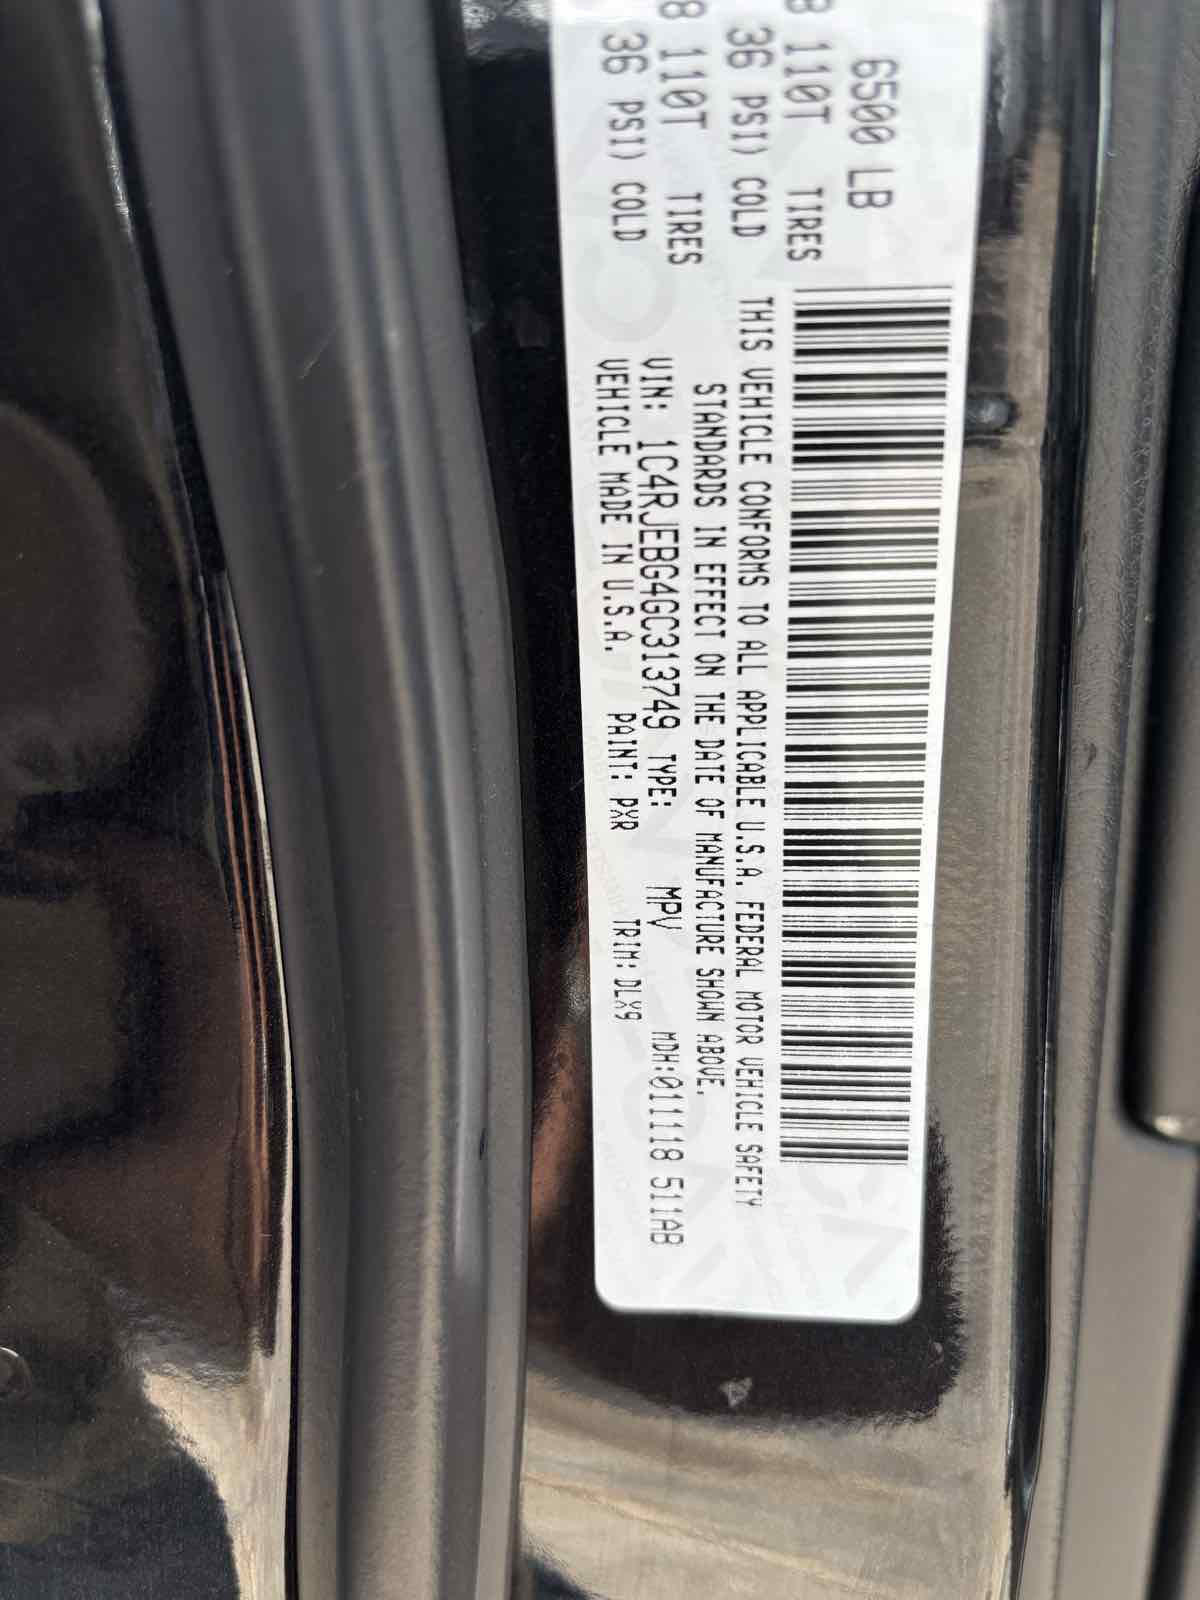 6500 LB
8 110T TIRES
36 PSI) COLD
8 110T TIRES
36 PSI) COLD
THIS VEHICLE CONFORMS TO ALL APPLICABLE U.S.A. FEDERAL MOTOR VEHICLE SAFETY
STANDARDS IN EFFECT ON THE DATE OF MANUFACTURE SHOWN ABOVE.
VIN: 1C4RJEBG4GC313749 TYPE: MPV MDH:011118 511AB
VEHICLE MADE IN U.S.A. PAINT: PXR TRIM: DLX9